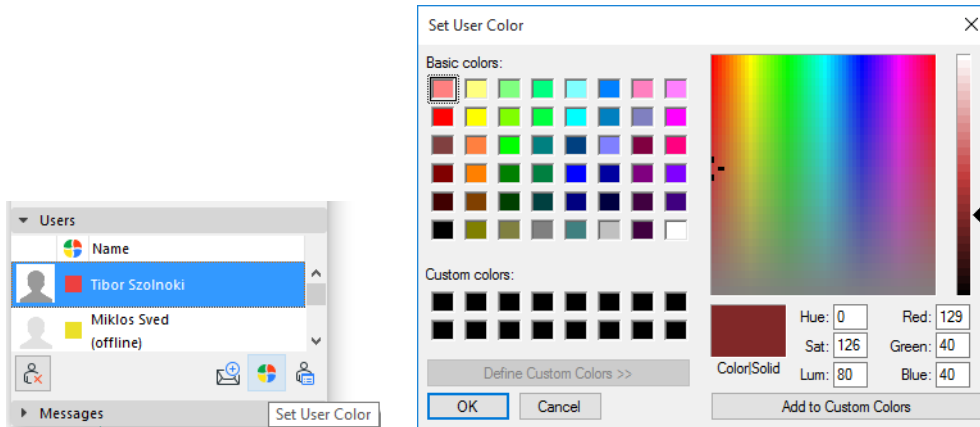 Users
Name
Tibor Szolnoki
Miklos Sved
(offline)
Messages
Set User Color
Set User Color
Basic colors:
Custom colors:
Define Custom Colors >>
OK Cancel
Color|Solid
Hue: 0 Red: 129
Sat: 126 Green: 40
Lum: 80 Blue: 40
Add to Custom Colors